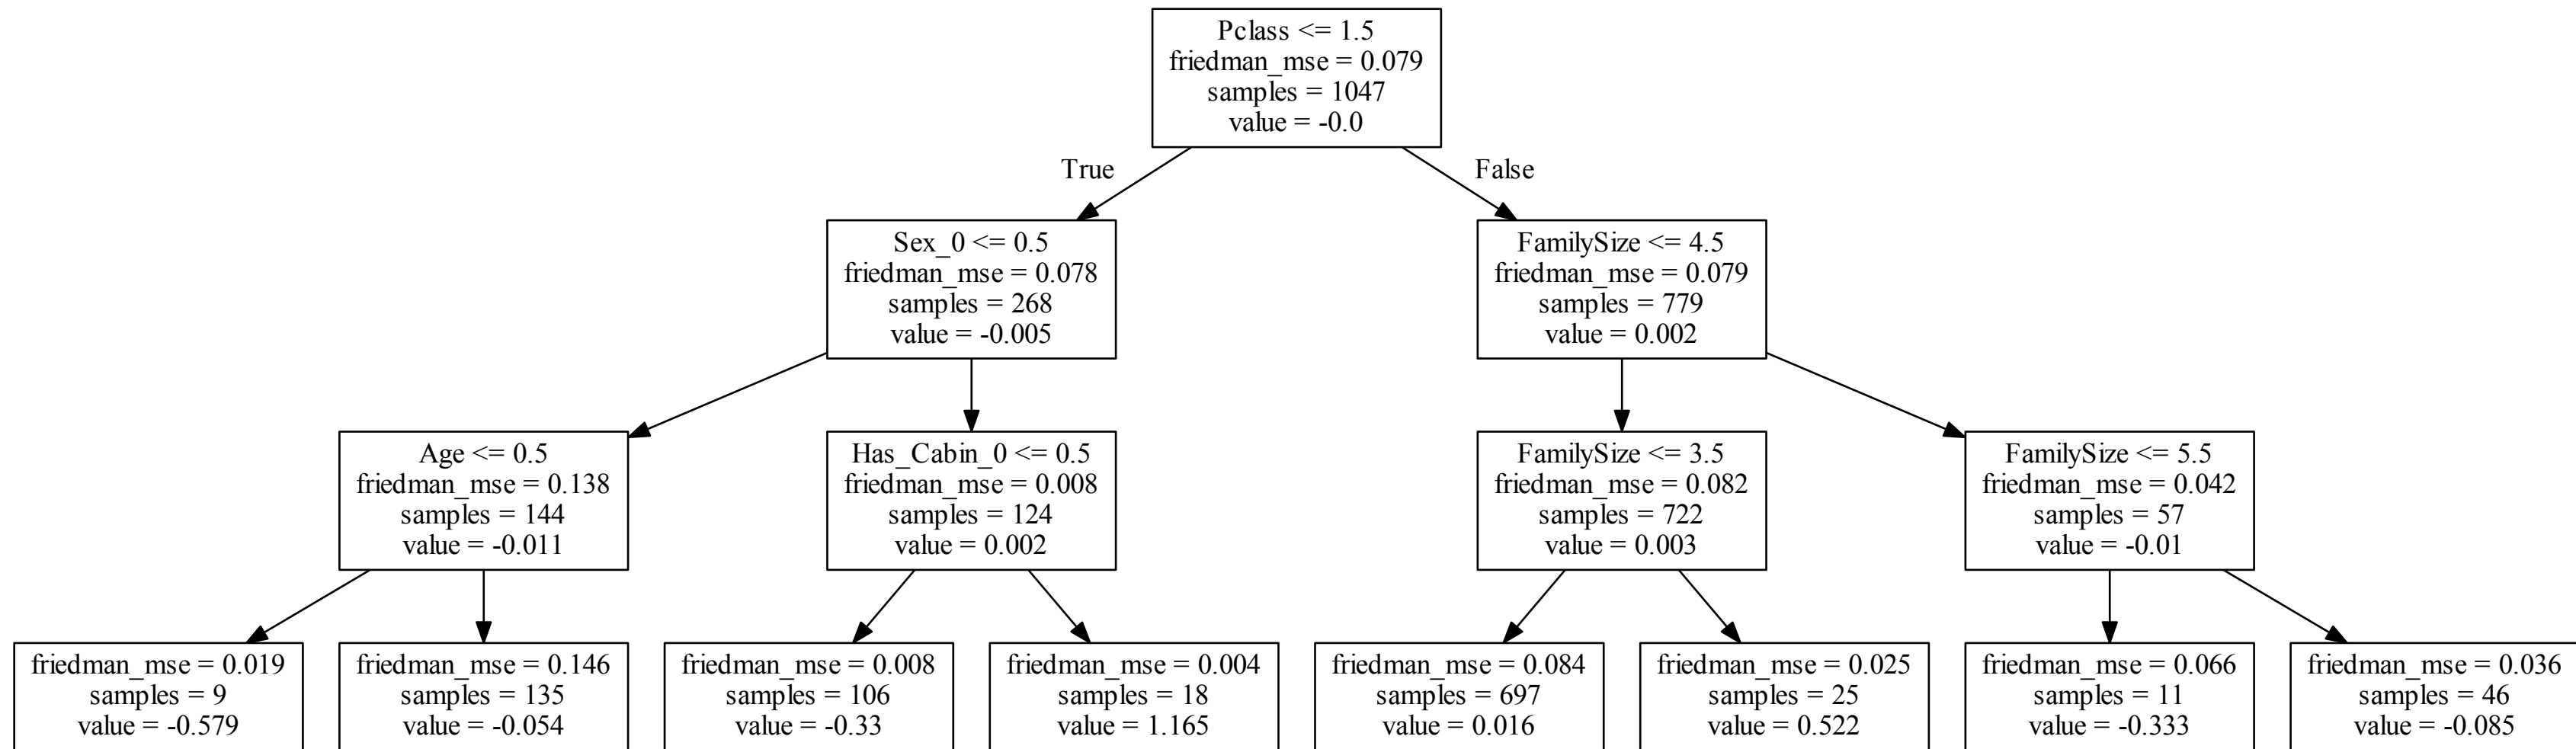 Pclass <= 1.5
friedman_mse = 0.079
samples = 1047
value = -0.0
True
False
Sex_0 <= 0.5
friedman_mse = 0.078
samples = 268
value = -0.005
FamilySize <= 4.5
friedman_mse = 0.079
samples = 779
value = 0.002
Age <= 0.5
friedman_mse = 0.138
samples = 144
value = -0.011
Has_Cabin_0 <= 0.5
friedman_mse = 0.008
samples = 124
value = 0.002
FamilySize <= 3.5
friedman_mse = 0.082
samples = 722
value = 0.003
FamilySize <= 5.5
friedman_mse = 0.042
samples = 57
value = -0.01
friedman_mse = 0.019
samples = 9
value = -0.579
friedman_mse = 0.146
samples = 135
value = -0.054
friedman_mse = 0.008
samples = 106
value = -0.33
friedman_mse = 0.004
samples = 18
value = 1.165
friedman_mse = 0.084
samples = 697
value = 0.016
friedman_mse = 0.025
samples = 25
value = 0.522
friedman_mse = 0.066
samples = 11
value = -0.333
friedman_mse = 0.036
samples = 46
value = -0.085